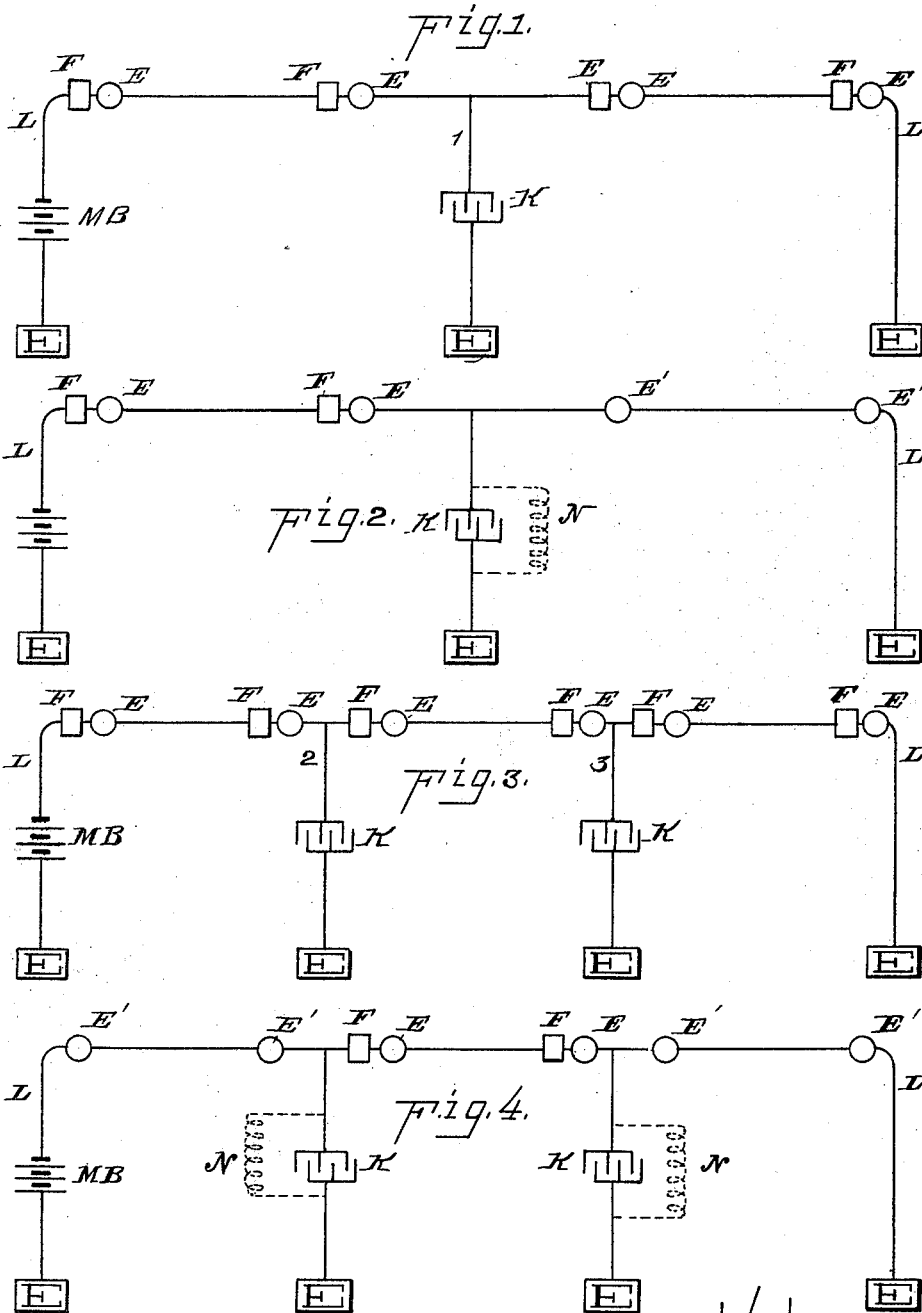 Fig.1.
F E F E E E F E
L L
1
MB K
E E E
F E F E E' E'
L L
Fig.2. K N
E E E
F E F E F E F E F E F E
L 2 3 L
Fig.3.
MB K K
E E E E
E' E' F E F E E' E'
L L
Fig.4.
N K K N
MB
E E E E